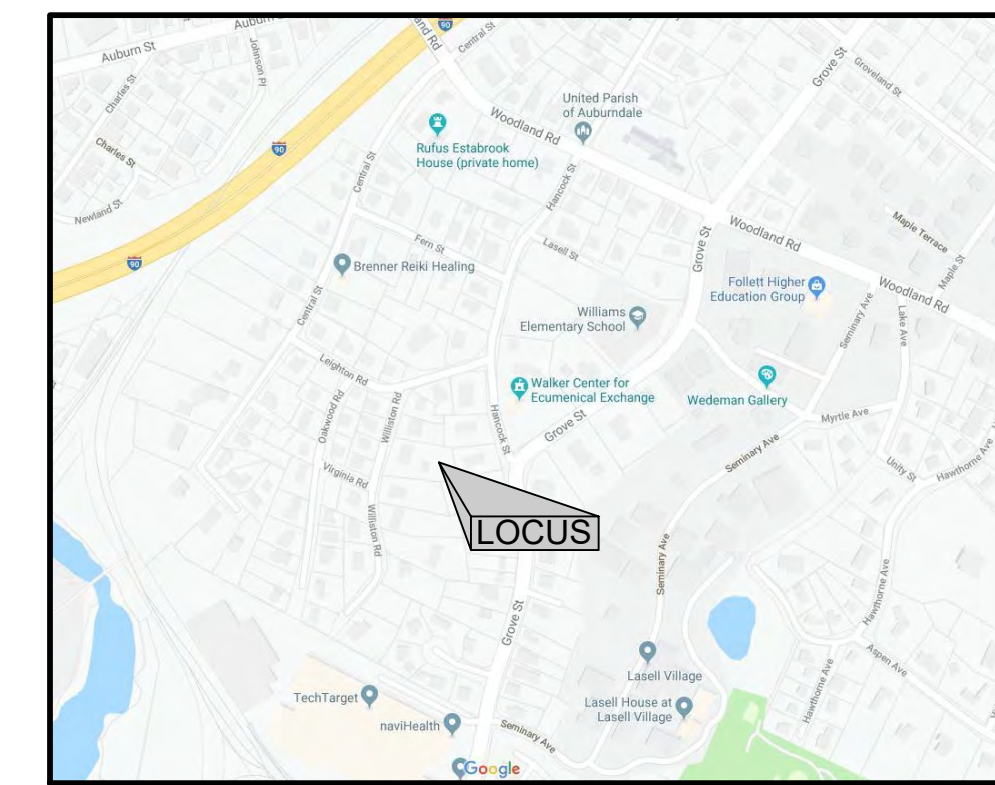 Auburn St
Auburn
Johnson Pl
Charles St
Charles St
Newland St
90
90
90
and Rd
Central St
Woodland Rd
United Parish
of Auburndale
Rufus Estabrook
House (private home)
Central St
Hancock St
Grove St
Groveland St
Maple Terrace
Maple St
Fern St
Lasell St
Brenner Reiki Healing
Central St
Grove St
Woodland Rd
Woodland Rd
Follett Higher
Education Group
Seminary Ave
Lake Ave
Williams
Elementary School
Leighton Rd
Oakwood Rd
Williston Rd
Hancock St
Walker Center for
Ecumenical Exchange
Wedeman Gallery
Myrtle Ave
Grove St
Seminary Ave
Unity St
Hawthorne Ave
Virginia Rd
Williston Rd
LOCUS
Seminary Ave
Hawthorne Ave
Grove St
Aspen Ave
Hawthorne Ave
Lasell Village
TechTarget
Lasell House at
Lasell Village
naviHealth
Seminary Ave
Google